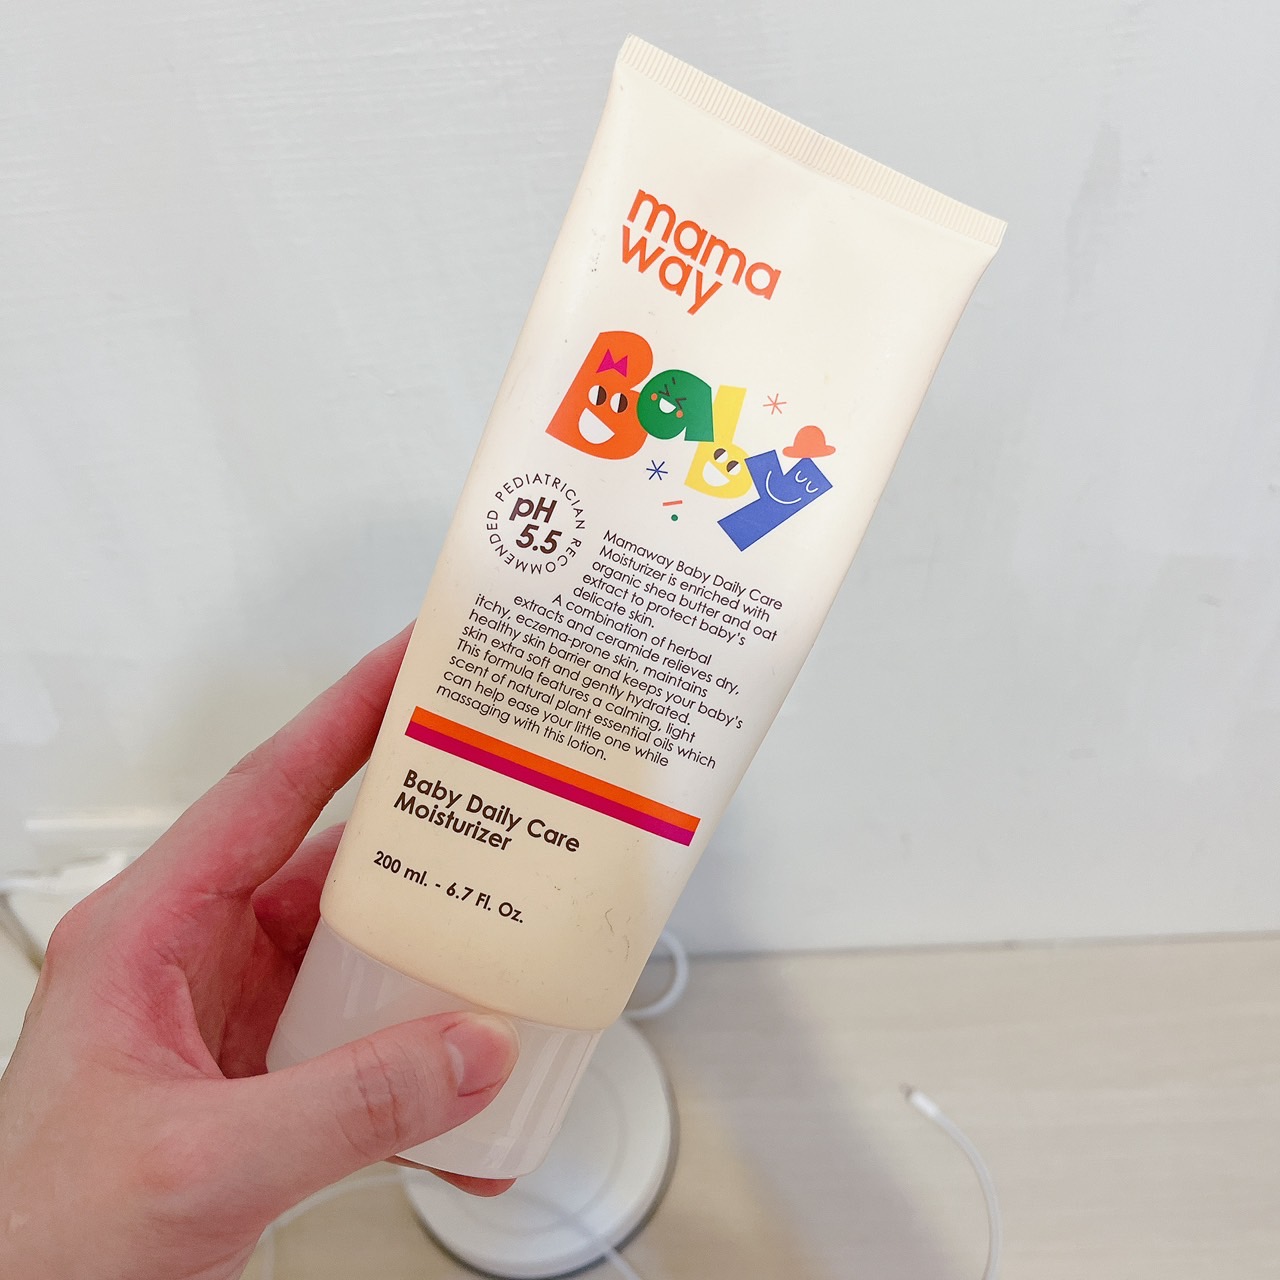 mama
way
Baby
PEDIATRICIAN RECOMMENDED
pH
5.5
Mamaway Baby Daily Care
Moisturizer is enriched with
organic shea butter and oat
extract to protect baby's
delicate skin.
A combination of herbal
extracts and ceramide relieves dry,
itchy, eczema-prone skin, maintains
healthy skin barrier and keeps your baby's
skin extra soft and gently hydrated.
This formula features a calming, light
scent of natural plant essential oils which
can help ease your little one while
massaging with this lotion.
Baby Daily Care
Moisturizer
200 ml. - 6.7 Fl. Oz.